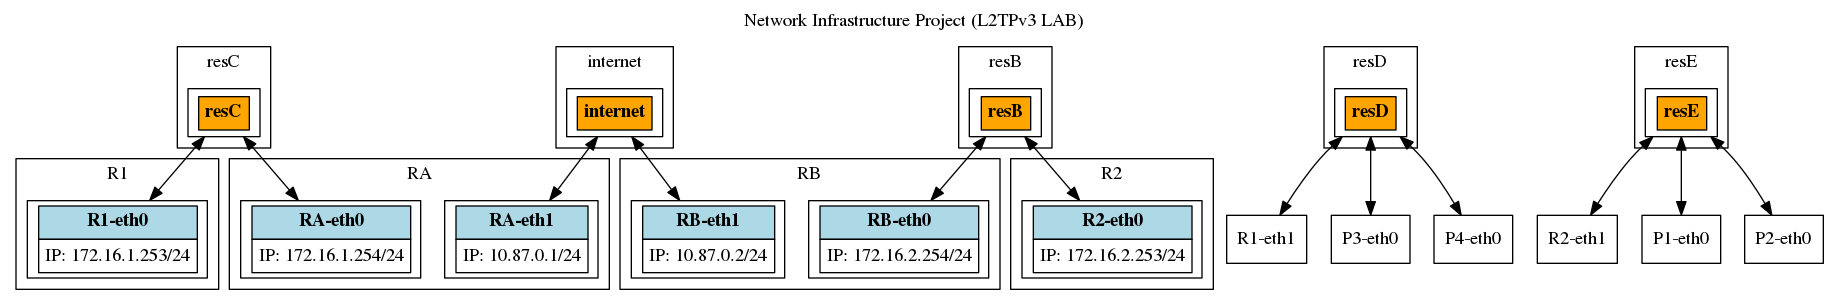 Network Infrastructure Project (L2TPv3 LAB)
resC
internet
resB
resD
resE
resC
internet
resB
resD
resE
R1
RA
RB
R2
R1-eth0
RA-eth0
RA-eth1
RB-eth1
RB-eth0
R2-eth0
R1-eth1
P3-eth0
P4-eth0
R2-eth1
P1-eth0
P2-eth0
IP: 172.16.1.253/24
IP: 172.16.1.254/24
IP: 10.87.0.1/24
IP: 10.87.0.2/24
IP: 172.16.2.254/24
IP: 172.16.2.253/24